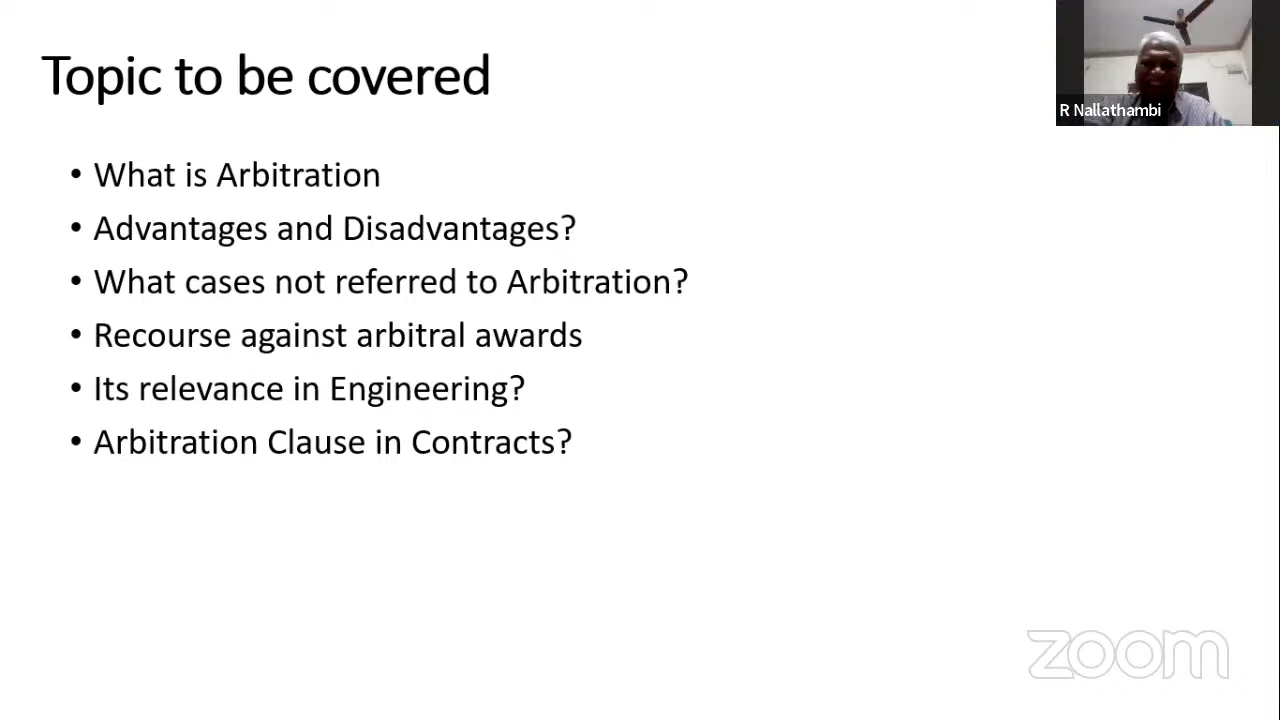 Topic to be covered
R Nallathambi
• What is Arbitration
• Advantages and Disadvantages?
• What cases not referred to Arbitration?
• Recourse against arbitral awards
• Its relevance in Engineering?
• Arbitration Clause in Contracts?
zoom